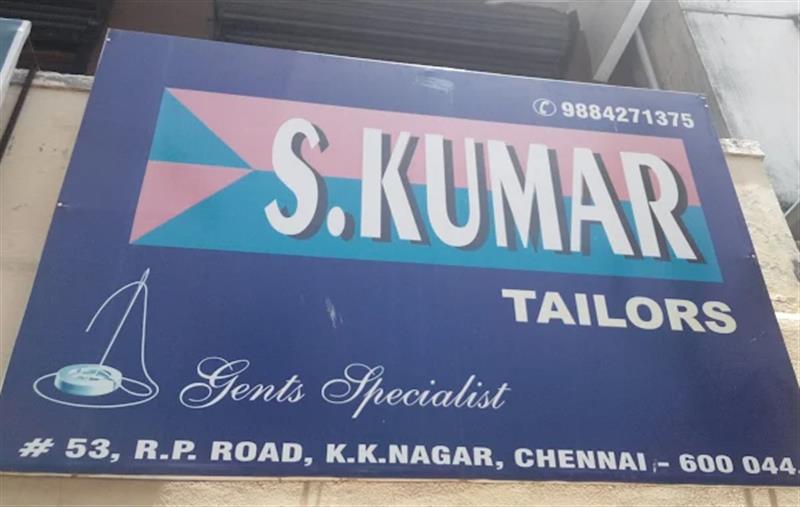 9884271375
S.KUMAR
TAILORS
Gents Specialist
# 53, R.P. ROAD, K.K.NAGAR, CHENNAI - 600 044.